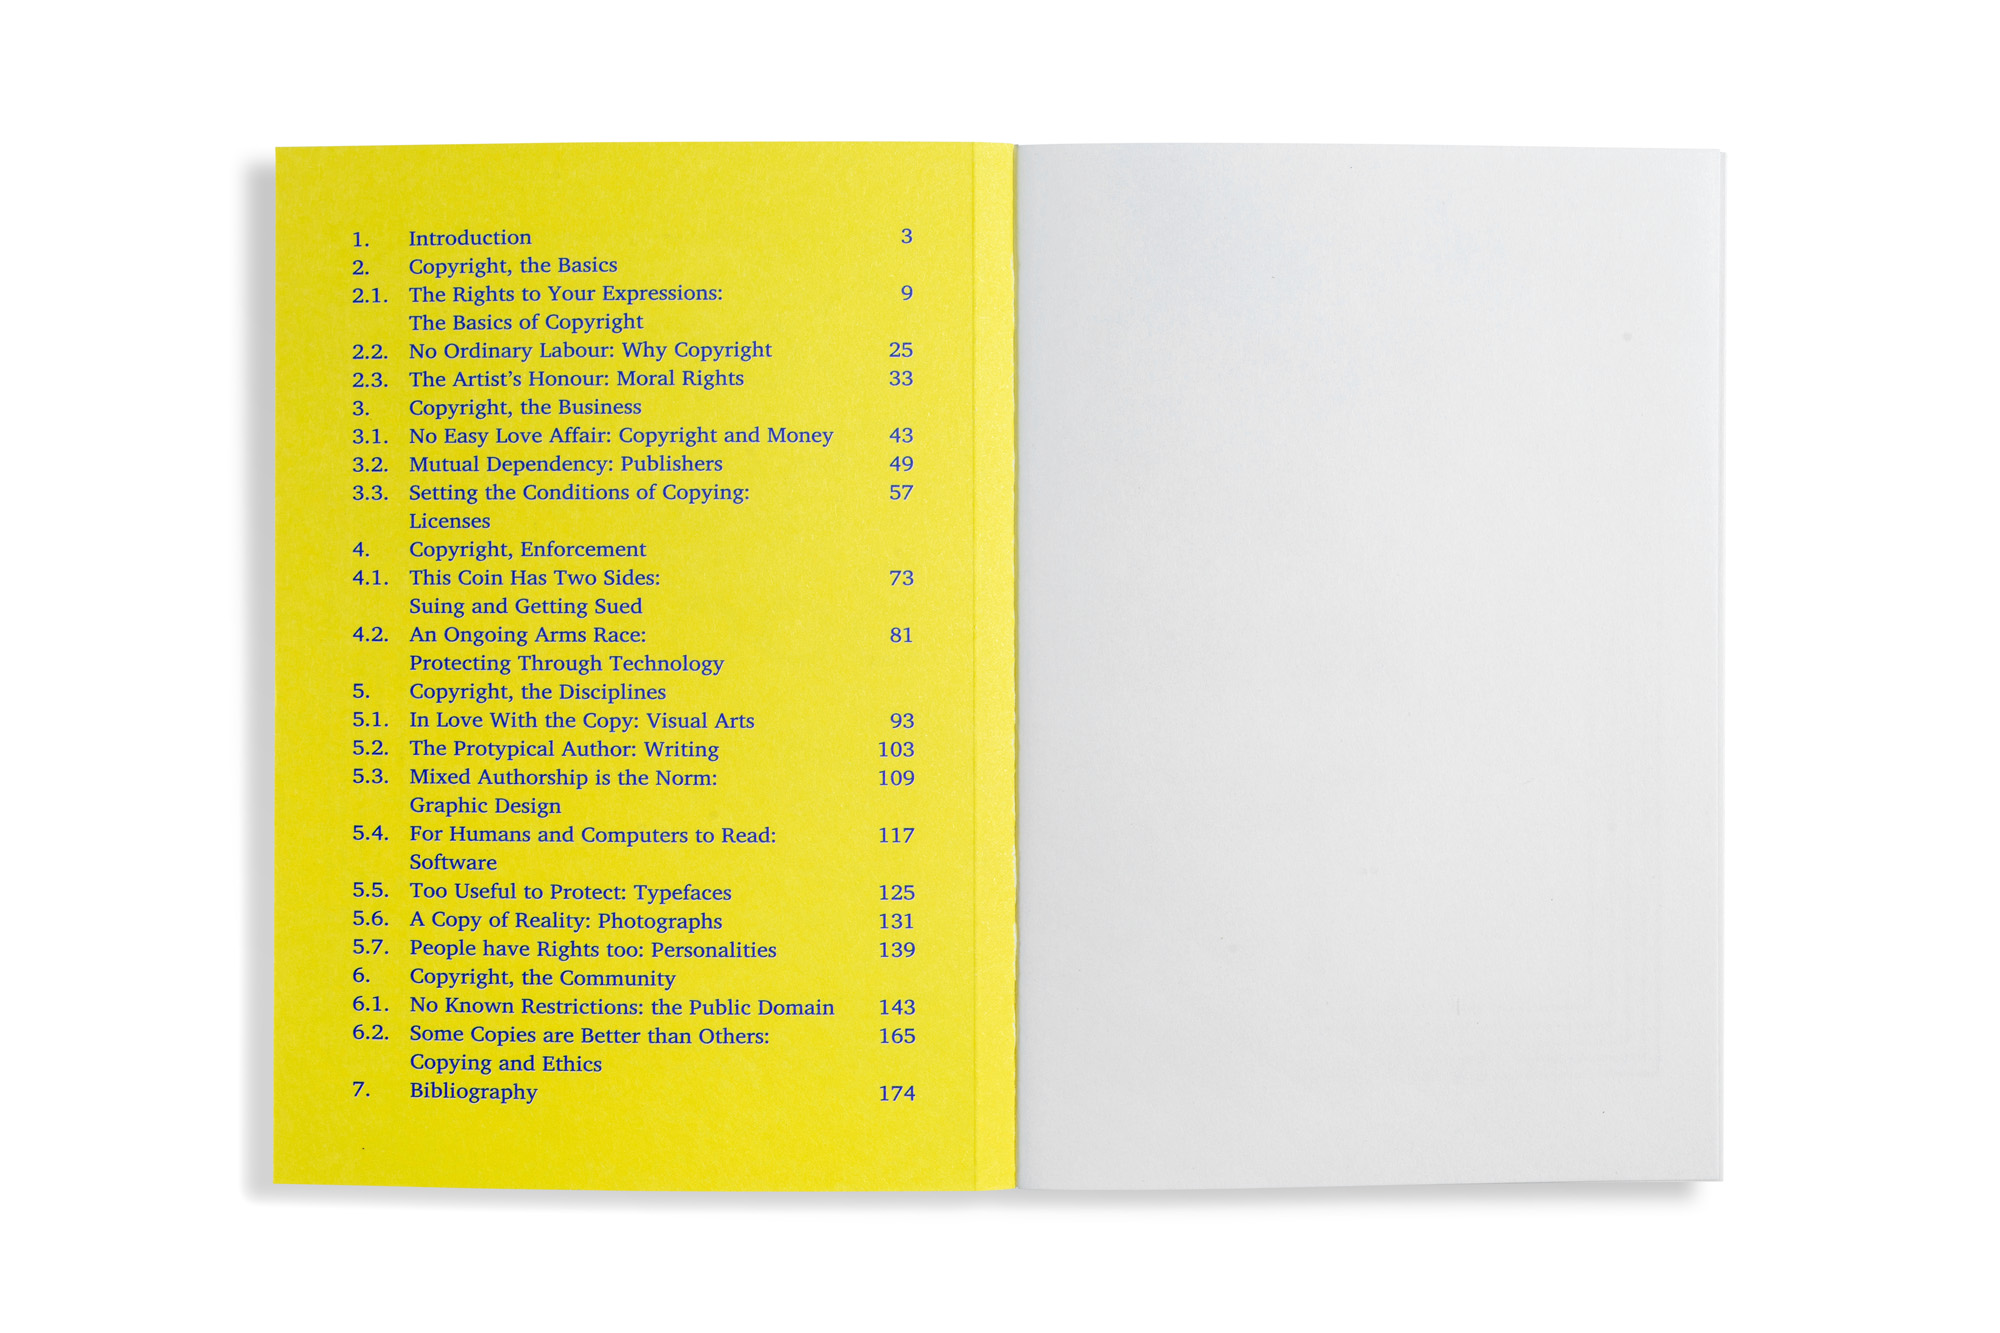 1. Introduction 3
2. Copyright, the Basics
2.1. The Rights to Your Expressions: 9
The Basics of Copyright
2.2. No Ordinary Labour: Why Copyright 25
2.3. The Artist’s Honour: Moral Rights 33
3. Copyright, the Business
3.1. No Easy Love Affair: Copyright and Money 43
3.2. Mutual Dependency: Publishers 49
3.3. Setting the Conditions of Copying: 57
Licenses
4. Copyright, Enforcement
4.1. This Coin Has Two Sides: 73
Suing and Getting Sued
4.2. An Ongoing Arms Race: 81
Protecting Through Technology
5. Copyright, the Disciplines
5.1. In Love With the Copy: Visual Arts 93
5.2. The Protypical Author: Writing 103
5.3. Mixed Authorship is the Norm: 109
Graphic Design
5.4. For Humans and Computers to Read: 117
Software
5.5. Too Useful to Protect: Typefaces 125
5.6. A Copy of Reality: Photographs 131
5.7. People have Rights too: Personalities 139
6. Copyright, the Community
6.1. No Known Restrictions: the Public Domain 143
6.2. Some Copies are Better than Others: 165
Copying and Ethics
7. Bibliography 174